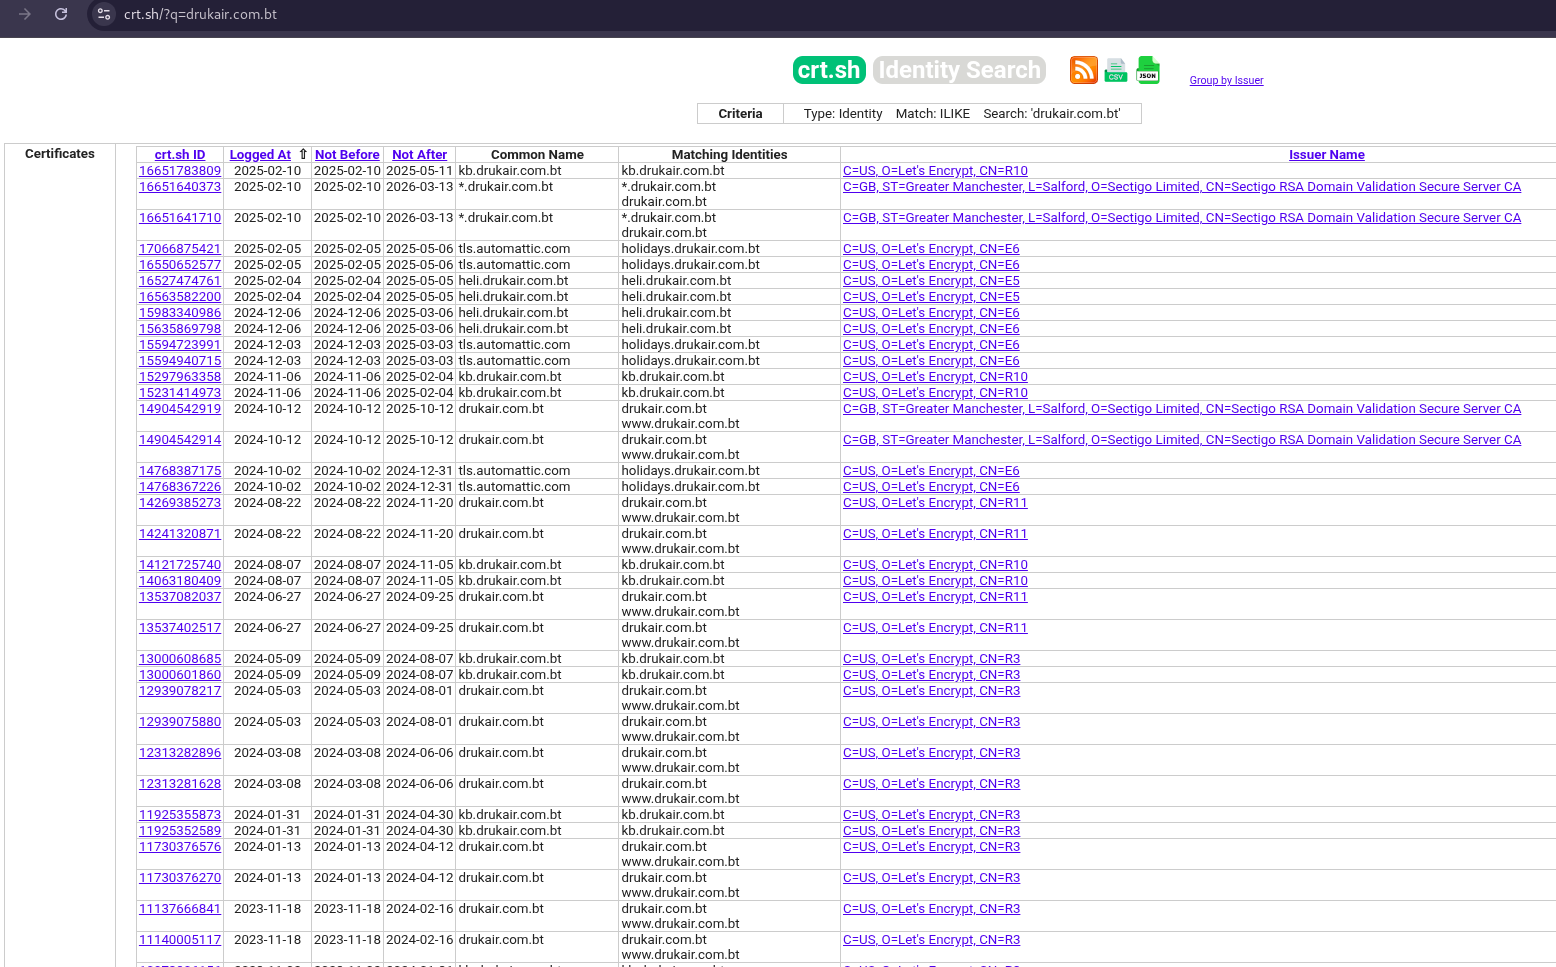 crt.sh/?q=drukair.com.bt
crt.sh Identity Search CSV JSON Group by Issuer
Criteria Type: Identity Match: ILIKE Search: 'drukair.com.bt'
Certificates
crt.sh ID Logged At ⇧ Not Before Not After Common Name Matching Identities Issuer Name
16651783809 2025-02-10 2025-02-10 2025-05-11 kb.drukair.com.bt kb.drukair.com.bt C=US, O=Let's Encrypt, CN=R10
16651640373 2025-02-10 2025-02-10 2026-03-13 *.drukair.com.bt *.drukair.com.bt C=GB, ST=Greater Manchester, L=Salford, O=Sectigo Limited, CN=Sectigo RSA Domain Validation Secure Server CA
drukair.com.bt
16651641710 2025-02-10 2025-02-10 2026-03-13 *.drukair.com.bt *.drukair.com.bt C=GB, ST=Greater Manchester, L=Salford, O=Sectigo Limited, CN=Sectigo RSA Domain Validation Secure Server CA
drukair.com.bt
17066875421 2025-02-05 2025-02-05 2025-05-06 tls.automattic.com holidays.drukair.com.bt C=US, O=Let's Encrypt, CN=E6
16550652577 2025-02-05 2025-02-05 2025-05-06 tls.automattic.com holidays.drukair.com.bt C=US, O=Let's Encrypt, CN=E6
16527474761 2025-02-04 2025-02-04 2025-05-05 heli.drukair.com.bt heli.drukair.com.bt C=US, O=Let's Encrypt, CN=E5
16563582200 2025-02-04 2025-02-04 2025-05-05 heli.drukair.com.bt heli.drukair.com.bt C=US, O=Let's Encrypt, CN=E5
15983340986 2024-12-06 2024-12-06 2025-03-06 heli.drukair.com.bt heli.drukair.com.bt C=US, O=Let's Encrypt, CN=E6
15635869798 2024-12-06 2024-12-06 2025-03-06 heli.drukair.com.bt heli.drukair.com.bt C=US, O=Let's Encrypt, CN=E6
15594723991 2024-12-03 2024-12-03 2025-03-03 tls.automattic.com holidays.drukair.com.bt C=US, O=Let's Encrypt, CN=E6
15594940715 2024-12-03 2024-12-03 2025-03-03 tls.automattic.com holidays.drukair.com.bt C=US, O=Let's Encrypt, CN=E6
15297963358 2024-11-06 2024-11-06 2025-02-04 kb.drukair.com.bt kb.drukair.com.bt C=US, O=Let's Encrypt, CN=R10
15231414973 2024-11-06 2024-11-06 2025-02-04 kb.drukair.com.bt kb.drukair.com.bt C=US, O=Let's Encrypt, CN=R10
14904542919 2024-10-12 2024-10-12 2025-10-12 drukair.com.bt drukair.com.bt C=GB, ST=Greater Manchester, L=Salford, O=Sectigo Limited, CN=Sectigo RSA Domain Validation Secure Server CA
www.drukair.com.bt
14904542914 2024-10-12 2024-10-12 2025-10-12 drukair.com.bt drukair.com.bt C=GB, ST=Greater Manchester, L=Salford, O=Sectigo Limited, CN=Sectigo RSA Domain Validation Secure Server CA
www.drukair.com.bt
14768387175 2024-10-02 2024-10-02 2024-12-31 tls.automattic.com holidays.drukair.com.bt C=US, O=Let's Encrypt, CN=E6
14768367226 2024-10-02 2024-10-02 2024-12-31 tls.automattic.com holidays.drukair.com.bt C=US, O=Let's Encrypt, CN=E6
14269385273 2024-08-22 2024-08-22 2024-11-20 drukair.com.bt drukair.com.bt C=US, O=Let's Encrypt, CN=R11
www.drukair.com.bt
14241320871 2024-08-22 2024-08-22 2024-11-20 drukair.com.bt drukair.com.bt C=US, O=Let's Encrypt, CN=R11
www.drukair.com.bt
14121725740 2024-08-07 2024-08-07 2024-11-05 kb.drukair.com.bt kb.drukair.com.bt C=US, O=Let's Encrypt, CN=R10
14063180409 2024-08-07 2024-08-07 2024-11-05 kb.drukair.com.bt kb.drukair.com.bt C=US, O=Let's Encrypt, CN=R10
13537082037 2024-06-27 2024-06-27 2024-09-25 drukair.com.bt drukair.com.bt C=US, O=Let's Encrypt, CN=R11
www.drukair.com.bt
13537402517 2024-06-27 2024-06-27 2024-09-25 drukair.com.bt drukair.com.bt C=US, O=Let's Encrypt, CN=R11
www.drukair.com.bt
13000608685 2024-05-09 2024-05-09 2024-08-07 kb.drukair.com.bt kb.drukair.com.bt C=US, O=Let's Encrypt, CN=R3
13000601860 2024-05-09 2024-05-09 2024-08-07 kb.drukair.com.bt kb.drukair.com.bt C=US, O=Let's Encrypt, CN=R3
12939078217 2024-05-03 2024-05-03 2024-08-01 drukair.com.bt drukair.com.bt C=US, O=Let's Encrypt, CN=R3
www.drukair.com.bt
12939075880 2024-05-03 2024-05-03 2024-08-01 drukair.com.bt drukair.com.bt C=US, O=Let's Encrypt, CN=R3
www.drukair.com.bt
12313282896 2024-03-08 2024-03-08 2024-06-06 drukair.com.bt drukair.com.bt C=US, O=Let's Encrypt, CN=R3
www.drukair.com.bt
12313281628 2024-03-08 2024-03-08 2024-06-06 drukair.com.bt drukair.com.bt C=US, O=Let's Encrypt, CN=R3
www.drukair.com.bt
11925355873 2024-01-31 2024-01-31 2024-04-30 kb.drukair.com.bt kb.drukair.com.bt C=US, O=Let's Encrypt, CN=R3
11925352589 2024-01-31 2024-01-31 2024-04-30 kb.drukair.com.bt kb.drukair.com.bt C=US, O=Let's Encrypt, CN=R3
11730376576 2024-01-13 2024-01-13 2024-04-12 drukair.com.bt drukair.com.bt C=US, O=Let's Encrypt, CN=R3
www.drukair.com.bt
11730376270 2024-01-13 2024-01-13 2024-04-12 drukair.com.bt drukair.com.bt C=US, O=Let's Encrypt, CN=R3
www.drukair.com.bt
11137666841 2023-11-18 2023-11-18 2024-02-16 drukair.com.bt drukair.com.bt C=US, O=Let's Encrypt, CN=R3
www.drukair.com.bt
11140005117 2023-11-18 2023-11-18 2024-02-16 drukair.com.bt drukair.com.bt C=US, O=Let's Encrypt, CN=R3
www.drukair.com.bt